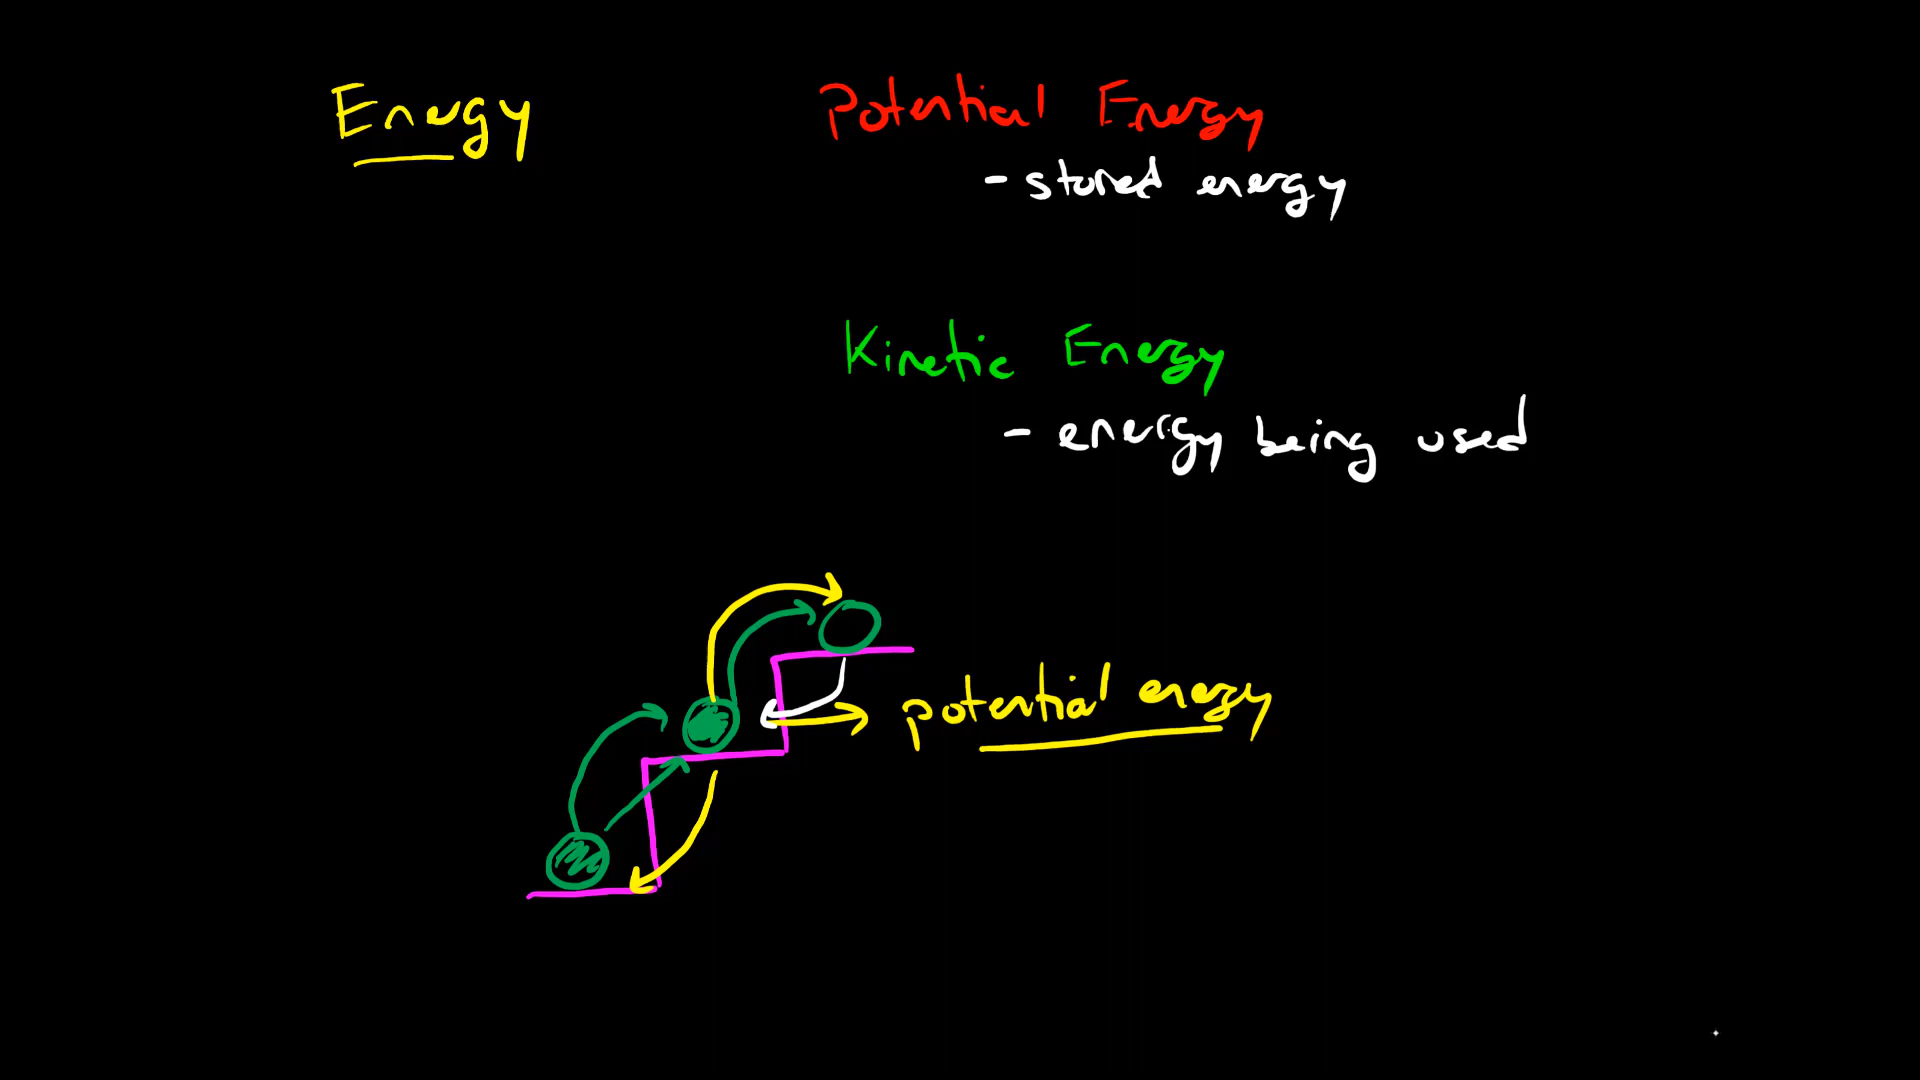 Energy
Potential Energy
- stored energy
Kinetic Energy
- energy being used
potential energy